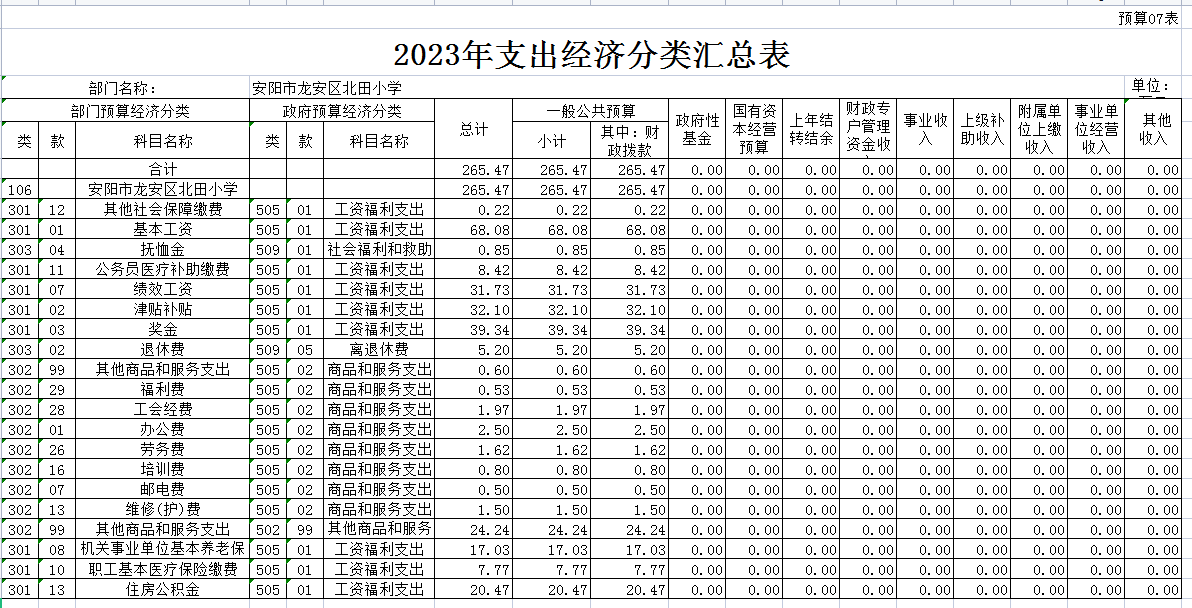 预算07表
2023年支出经济分类汇总表
部门名称： 安阳市龙安区北田小学 单位：
部门预算经济分类 政府预算经济分类 总计 一般公共预算 政府性基金 国有资本经营预算 上年结转结余 财政专户管理资金收 事业收入 上级补助收入 附属单位上缴收入 事业单位经营收入 其他收入
类 款 科目名称 类 款 科目名称 小计 其中：财政拨款
合计 265.47 265.47 265.47 0.00 0.00 0.00 0.00 0.00 0.00 0.00 0.00 0.00
106 安阳市龙安区北田小学 265.47 265.47 265.47 0.00 0.00 0.00 0.00 0.00 0.00 0.00 0.00 0.00
301 12 其他社会保障缴费 505 01 工资福利支出 0.22 0.22 0.22 0.00 0.00 0.00 0.00 0.00 0.00 0.00 0.00 0.00
301 01 基本工资 505 01 工资福利支出 68.08 68.08 68.08 0.00 0.00 0.00 0.00 0.00 0.00 0.00 0.00 0.00
303 04 抚恤金 509 01 社会福利和救助 0.85 0.85 0.85 0.00 0.00 0.00 0.00 0.00 0.00 0.00 0.00 0.00
301 11 公务员医疗补助缴费 505 01 工资福利支出 8.42 8.42 8.42 0.00 0.00 0.00 0.00 0.00 0.00 0.00 0.00 0.00
301 07 绩效工资 505 01 工资福利支出 31.73 31.73 31.73 0.00 0.00 0.00 0.00 0.00 0.00 0.00 0.00 0.00
301 02 津贴补贴 505 01 工资福利支出 32.10 32.10 32.10 0.00 0.00 0.00 0.00 0.00 0.00 0.00 0.00 0.00
301 03 奖金 505 01 工资福利支出 39.34 39.34 39.34 0.00 0.00 0.00 0.00 0.00 0.00 0.00 0.00 0.00
303 02 退休费 509 05 离退休费 5.20 5.20 5.20 0.00 0.00 0.00 0.00 0.00 0.00 0.00 0.00 0.00
302 99 其他商品和服务支出 505 02 商品和服务支出 0.60 0.60 0.60 0.00 0.00 0.00 0.00 0.00 0.00 0.00 0.00 0.00
302 29 福利费 505 02 商品和服务支出 0.53 0.53 0.53 0.00 0.00 0.00 0.00 0.00 0.00 0.00 0.00 0.00
302 28 工会经费 505 02 商品和服务支出 1.97 1.97 1.97 0.00 0.00 0.00 0.00 0.00 0.00 0.00 0.00 0.00
302 01 办公费 505 02 商品和服务支出 2.50 2.50 2.50 0.00 0.00 0.00 0.00 0.00 0.00 0.00 0.00 0.00
302 26 劳务费 505 02 商品和服务支出 1.62 1.62 1.62 0.00 0.00 0.00 0.00 0.00 0.00 0.00 0.00 0.00
302 16 培训费 505 02 商品和服务支出 0.80 0.80 0.80 0.00 0.00 0.00 0.00 0.00 0.00 0.00 0.00 0.00
302 07 邮电费 505 02 商品和服务支出 0.50 0.50 0.50 0.00 0.00 0.00 0.00 0.00 0.00 0.00 0.00 0.00
302 13 维修(护)费 505 02 商品和服务支出 1.50 1.50 1.50 0.00 0.00 0.00 0.00 0.00 0.00 0.00 0.00 0.00
302 99 其他商品和服务支出 502 99 其他商品和服务 24.24 24.24 24.24 0.00 0.00 0.00 0.00 0.00 0.00 0.00 0.00 0.00
301 08 机关事业单位基本养老保 505 01 工资福利支出 17.03 17.03 17.03 0.00 0.00 0.00 0.00 0.00 0.00 0.00 0.00 0.00
301 10 职工基本医疗保险缴费 505 01 工资福利支出 7.77 7.77 7.77 0.00 0.00 0.00 0.00 0.00 0.00 0.00 0.00 0.00
301 13 住房公积金 505 01 工资福利支出 20.47 20.47 20.47 0.00 0.00 0.00 0.00 0.00 0.00 0.00 0.00 0.00